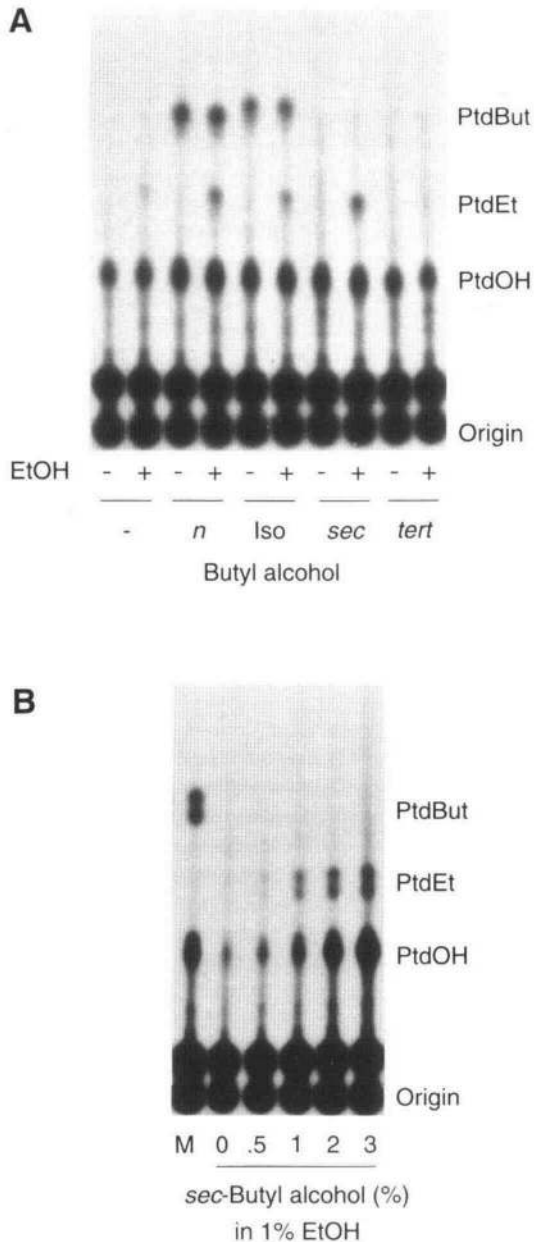 A
PtdBut
PtdEt
PtdOH
Origin
EtOH - + - + - + - + - +
- n Iso sec tert
Butyl alcohol
B
PtdBut
PtdEt
PtdOH
Origin
M 0 .5 1 2 3
sec-Butyl alcohol (%)
in 1% EtOH